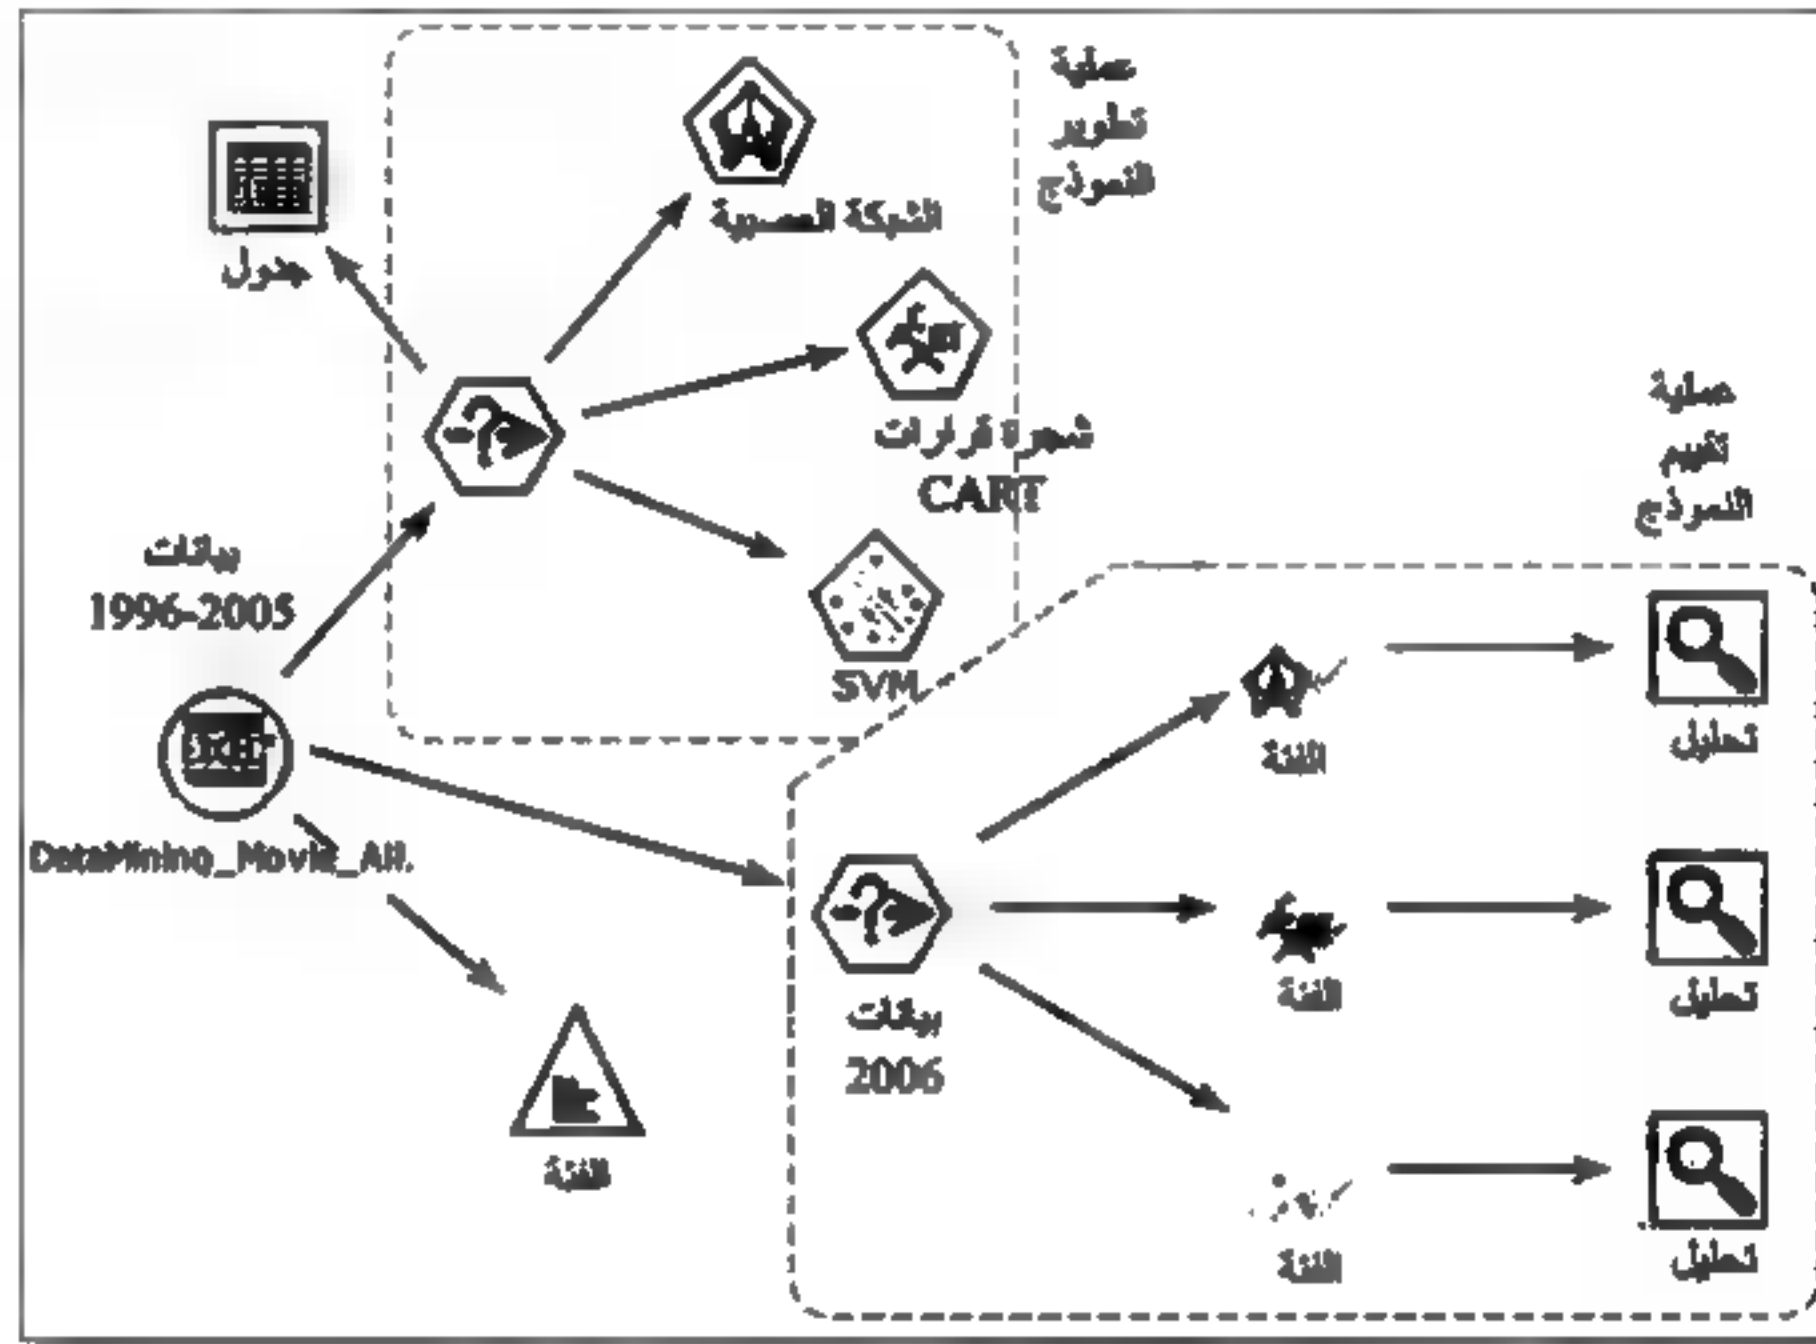 عملية
تطوير
النموذج
الشبكة العصبية
جدول
شجرة قرارات
CART
عملية
تقييم
النموذج
بيانات
1996-2005
SVM
الفئة
تحليل
DataMining_Movie_All.
الفئة
تحليل
بيانات
2006
الفئة
الفئة
تحليل